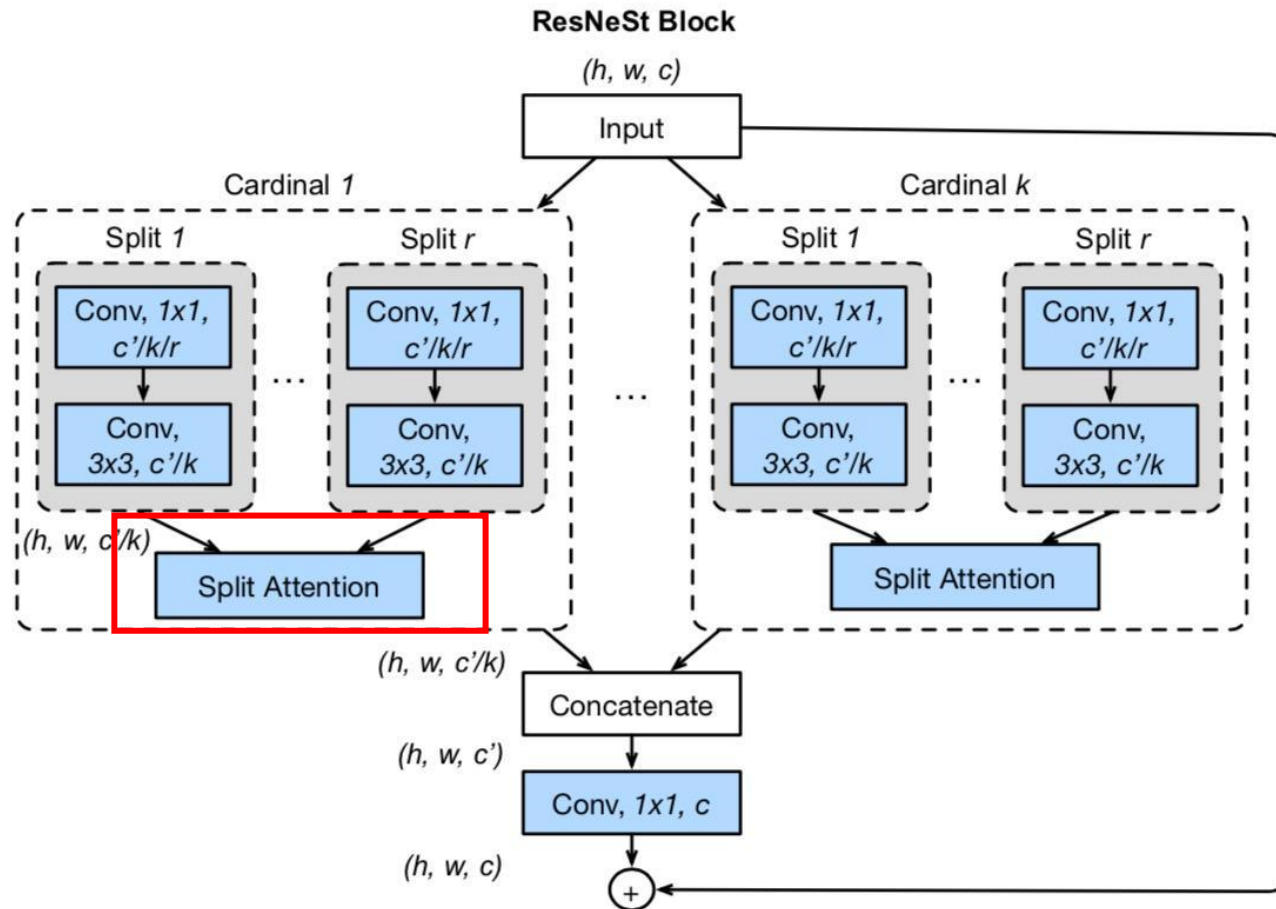 ResNeSt Block
(h, w, c)
Input
Cardinal 1
Cardinal k
Split 1
Split r
Split 1
Split r
Conv, 1x1,
c'/k/r
Conv, 1x1,
c'/k/r
Conv, 1x1,
c'/k/r
Conv, 1x1,
c'/k/r
...
...
...
Conv,
3x3, c'/k
Conv,
3x3, c'/k
Conv,
3x3, c'/k
Conv,
3x3, c'/k
(h, w, c'/k)
Split Attention
Split Attention
(h, w, c'/k)
Concatenate
(h, w, c')
Conv, 1x1, c
(h, w, c)
+